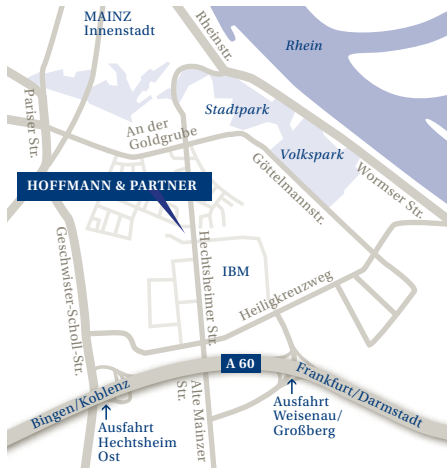 MAINZ
Innenstadt
Rheinstr.
Rhein
Pariser Str.
Stadtpark
An der
Goldgrube
Volkspark
Göttelmannstr.
Wormser Str.
HOFFMANN & PARTNER
Geschwister-Scholl-Str.
Hechtsheimer Str.
IBM
Heiligkreuzweg
A 60
Bingen/Koblenz
Frankfurt/Darmstadt
Alte Mainzer
Str.
Ausfahrt
Hechtsheim
Ost
Ausfahrt
Weisenau/
Großberg